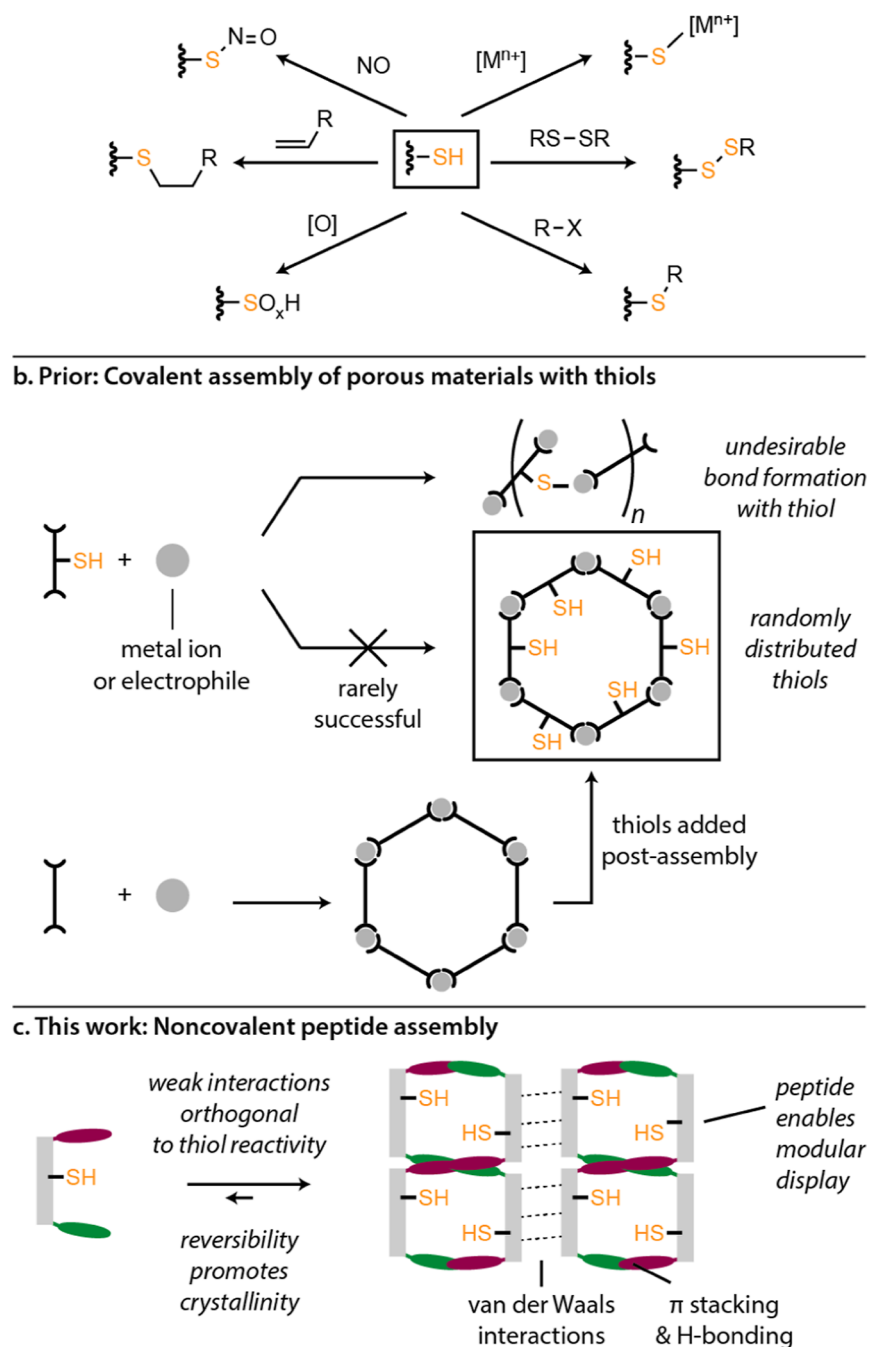 N=O
S
NO
[Mⁿ⁺]
[Mⁿ⁺]
S
R
S
R
SH
RS–SR
SR
S
[O]
R–X
SOₓH
R
S
b. Prior: Covalent assembly of porous materials with thiols
S
n
undesirable
bond formation
with thiol
SH + 
metal ion
or electrophile
rarely
successful
SH
SH
SH
SH
SH
SH
randomly
distributed
thiols
+
thiols added
post-assembly
c. This work: Noncovalent peptide assembly
SH
weak interactions
orthogonal
to thiol reactivity
reversibility
promotes
crystallinity
SH
HS
SH
HS
SH
HS
SH
HS
peptide
enables
modular
display
van der Waals
interactions
π stacking
& H-bonding